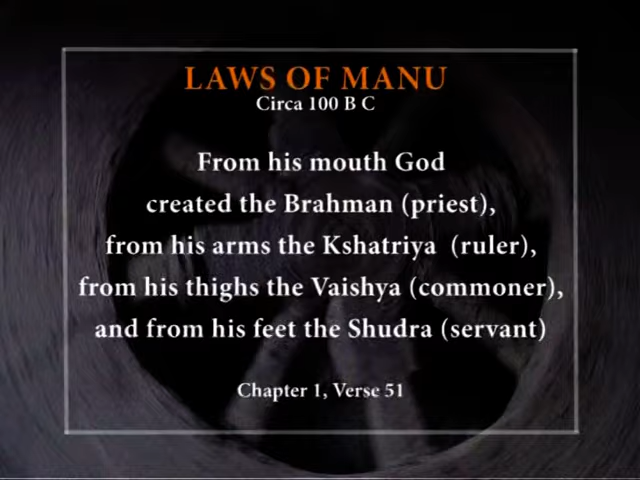 LAWS OF MANU
Circa 100 B C
From his mouth God
created the Brahman (priest),
from his arms the Kshatriya (ruler),
from his thighs the Vaishya (commoner),
and from his feet the Shudra (servant)
Chapter 1, Verse 51